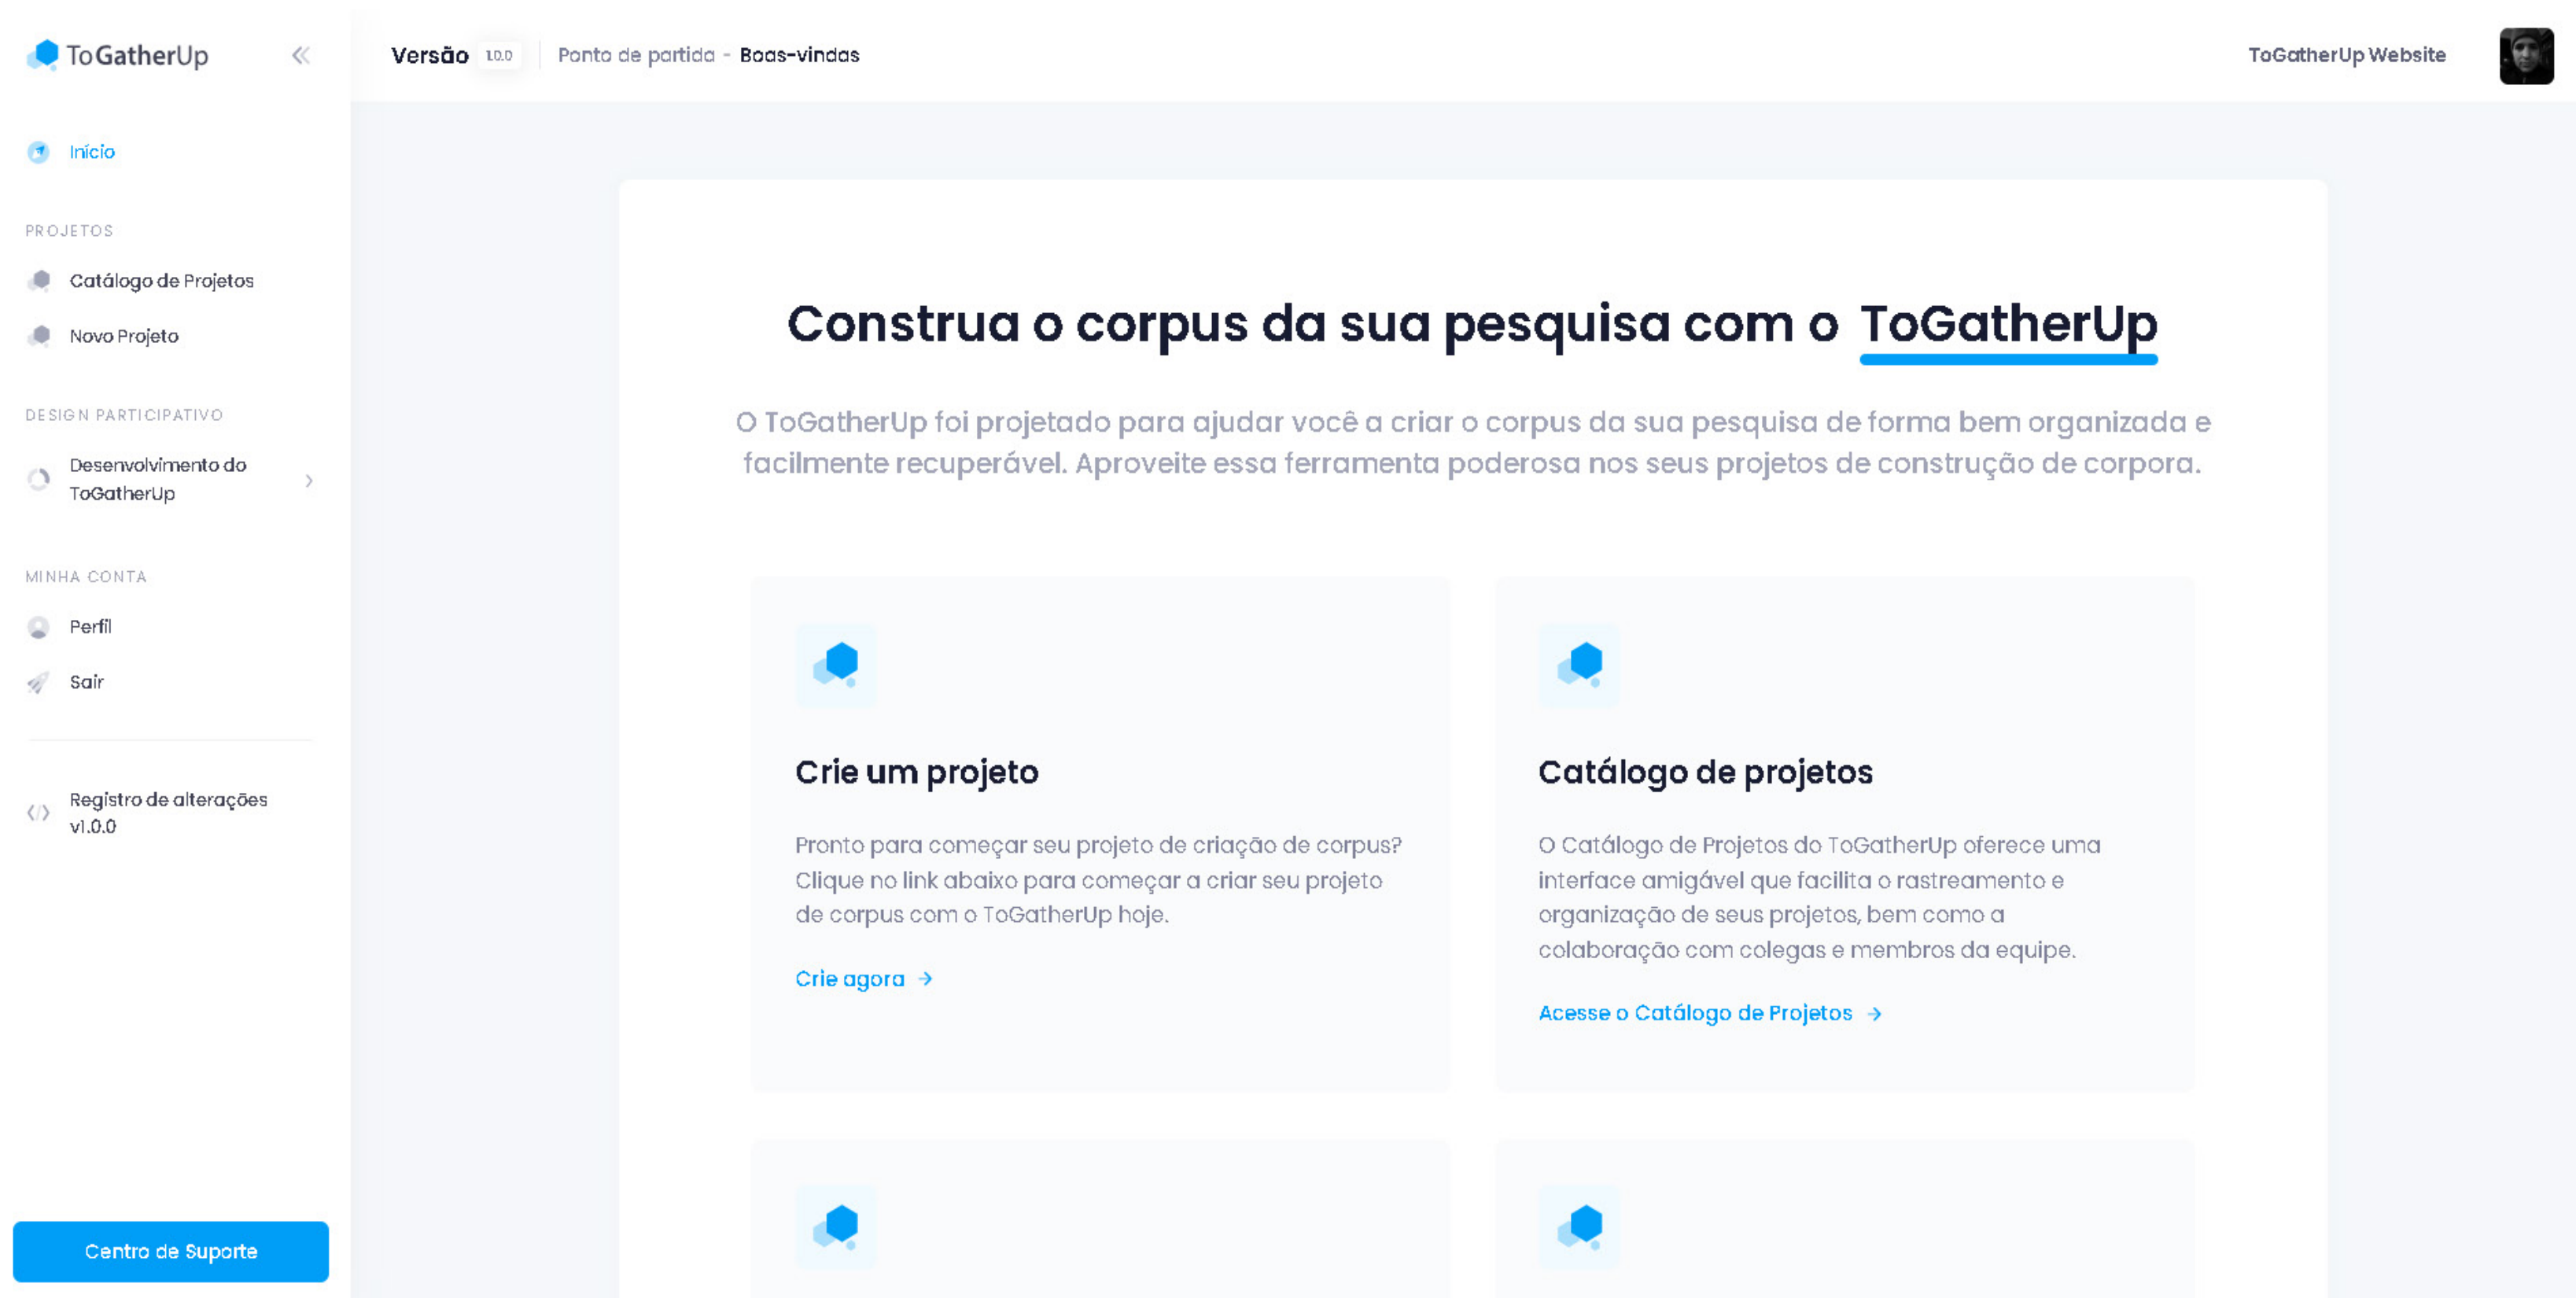 ToGatherUp
Versão 1.0.0 Ponto de partida - Boas-vindas
ToGatherUp Website
Início
PROJETOS
Catálogo de Projetos
Novo Projeto
DESIGN PARTICIPATIVO
Desenvolvimento do
ToGatherUp
MINHA CONTA
Perfil
Sair
Registro de alterações
v1.0.0
Centro de Suporte
Construa o corpus da sua pesquisa com o ToGatherUp
O ToGatherUp foi projetado para ajudar você a criar o corpus da sua pesquisa de forma bem organizada e
facilmente recuperável. Aproveite essa ferramenta poderosa nos seus projetos de construção de corpora.
Crie um projeto
Pronto para começar seu projeto de criação de corpus?
Clique no link abaixo para começar a criar seu projeto
de corpus com o ToGatherUp hoje.
Crie agora
Catálogo de projetos
O Catálogo de Projetos do ToGatherUp oferece uma
interface amigável que facilita o rastreamento e
organização de seus projetos, bem como a
colaboração com colegas e membros da equipe.
Acesse o Catálogo de Projetos